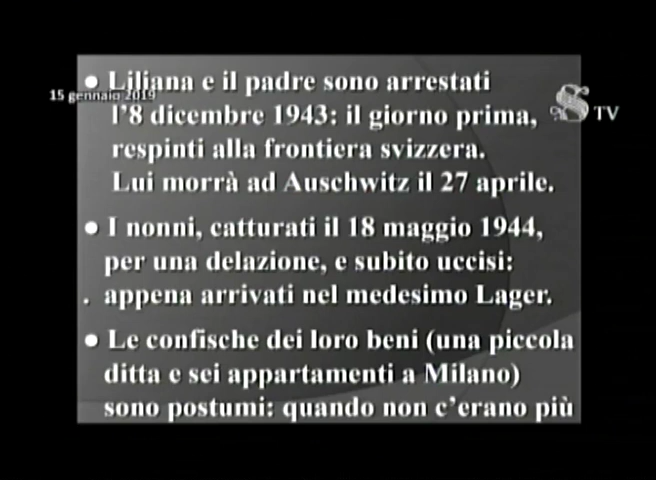 ● Liliana e il padre sono arrestati
15 gennaio 2019
l'8 dicembre 1943: il giorno prima,
TV
respinti alla frontiera svizzera.
Lui morrà ad Auschwitz il 27 aprile.
● I nonni, catturati il 18 maggio 1944,
per una delazione, e subito uccisi:
. appena arrivati nel medesimo Lager.
● Le confische dei loro beni (una piccola
ditta e sei appartamenti a Milano)
sono postumi: quando non c'erano più